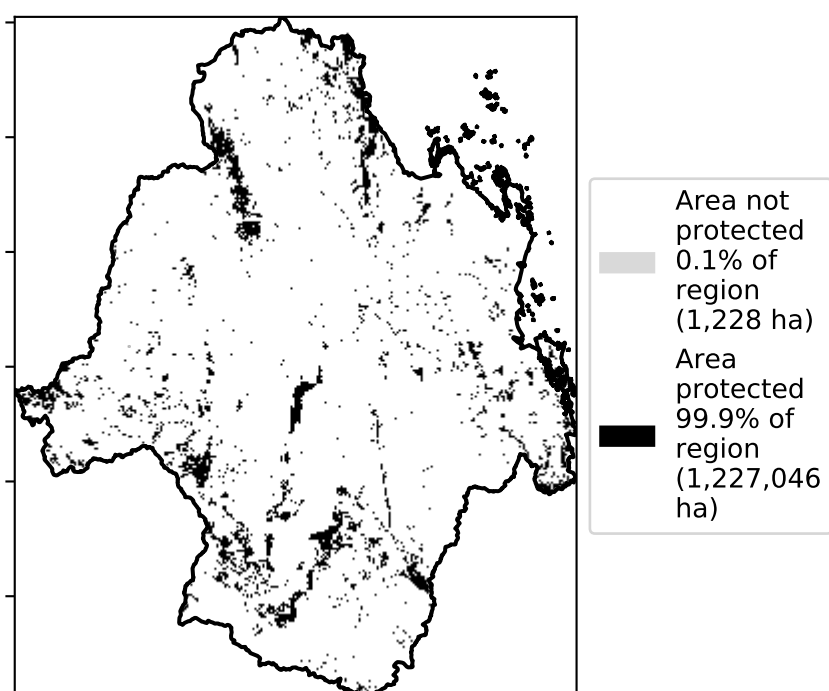 Area not
protected
0.1% of
region
(1,228 ha)
Area
protected
99.9% of
region
(1,227,046
ha)